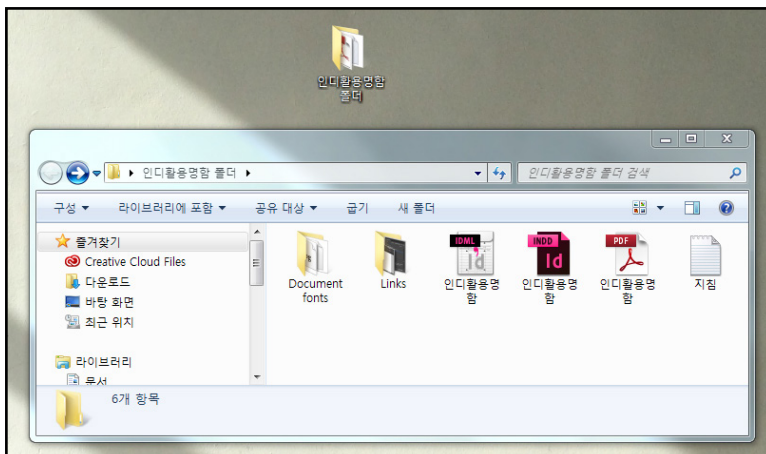 인디활용명함
폴더
인디활용명함 폴더
인디활용명함 폴더 검색
구성 라이브러리에 포함 공유 대상 굽기 새 폴더
즐겨찾기
Creative Cloud Files
다운로드
바탕 화면
최근 위치
라이브러리
문서
Document
fonts
Links
IDML
인디활용명
함
INDD
Id
인디활용명
함
PDF
인디활용명
함
지침
6개 항목